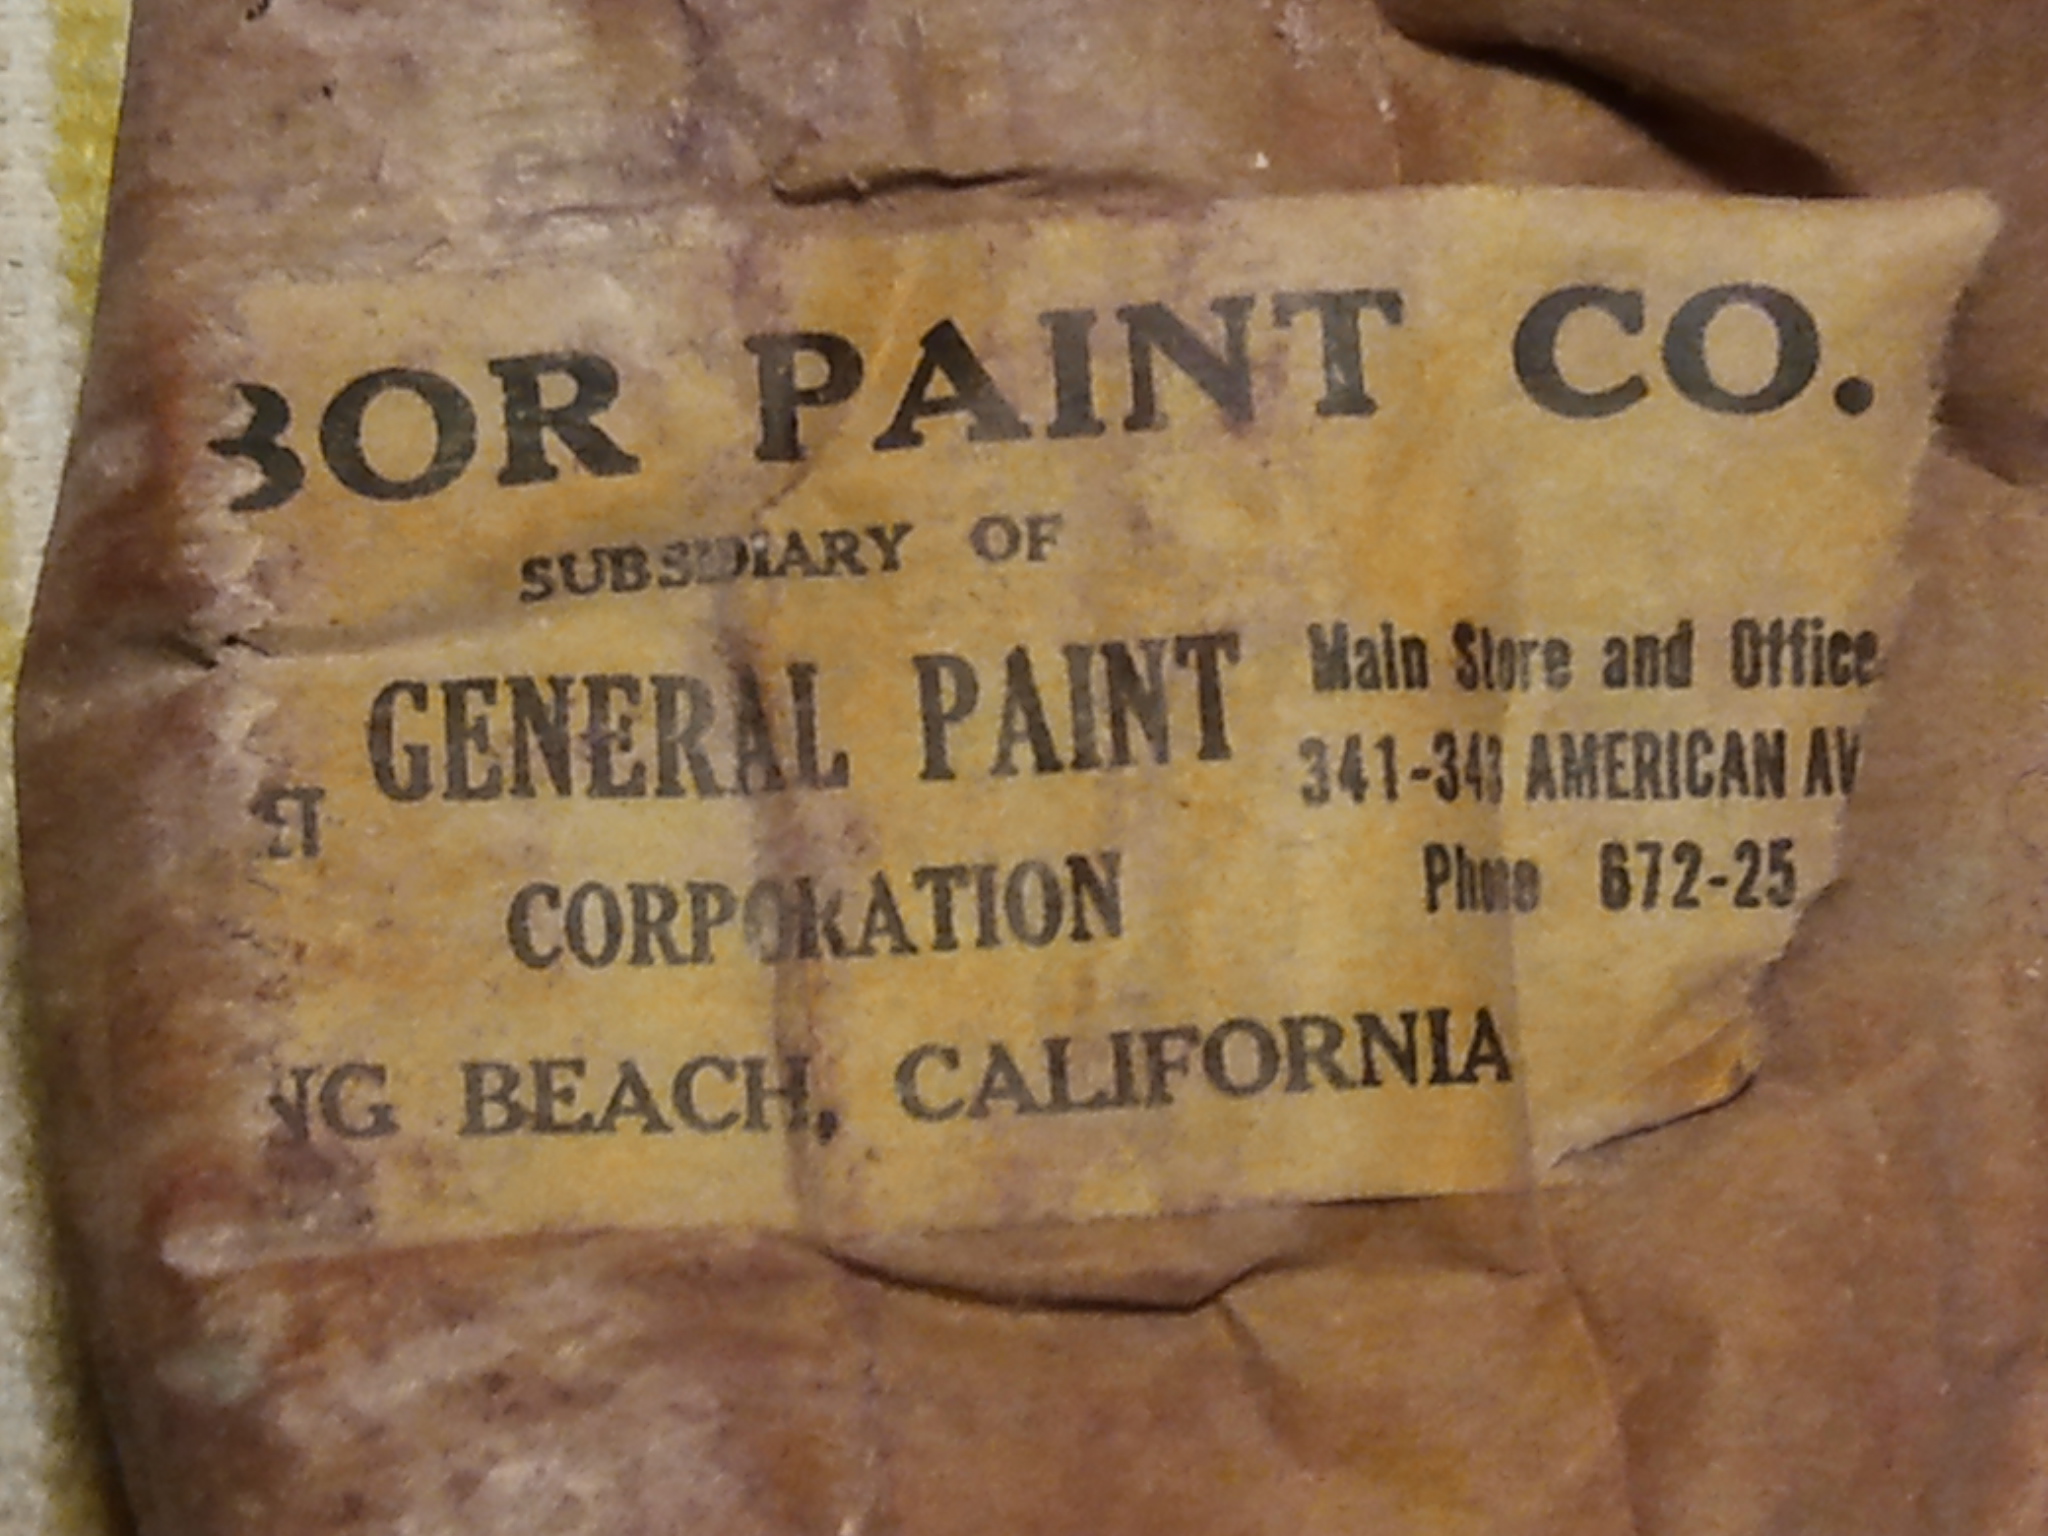 BOR PAINT CO.
SUBSIDIARY OF
GENERAL PAINT
CORPORATION
Main Store and Office
341-343 AMERICAN AV
Phone 672-25
NG BEACH, CALIFORNIA